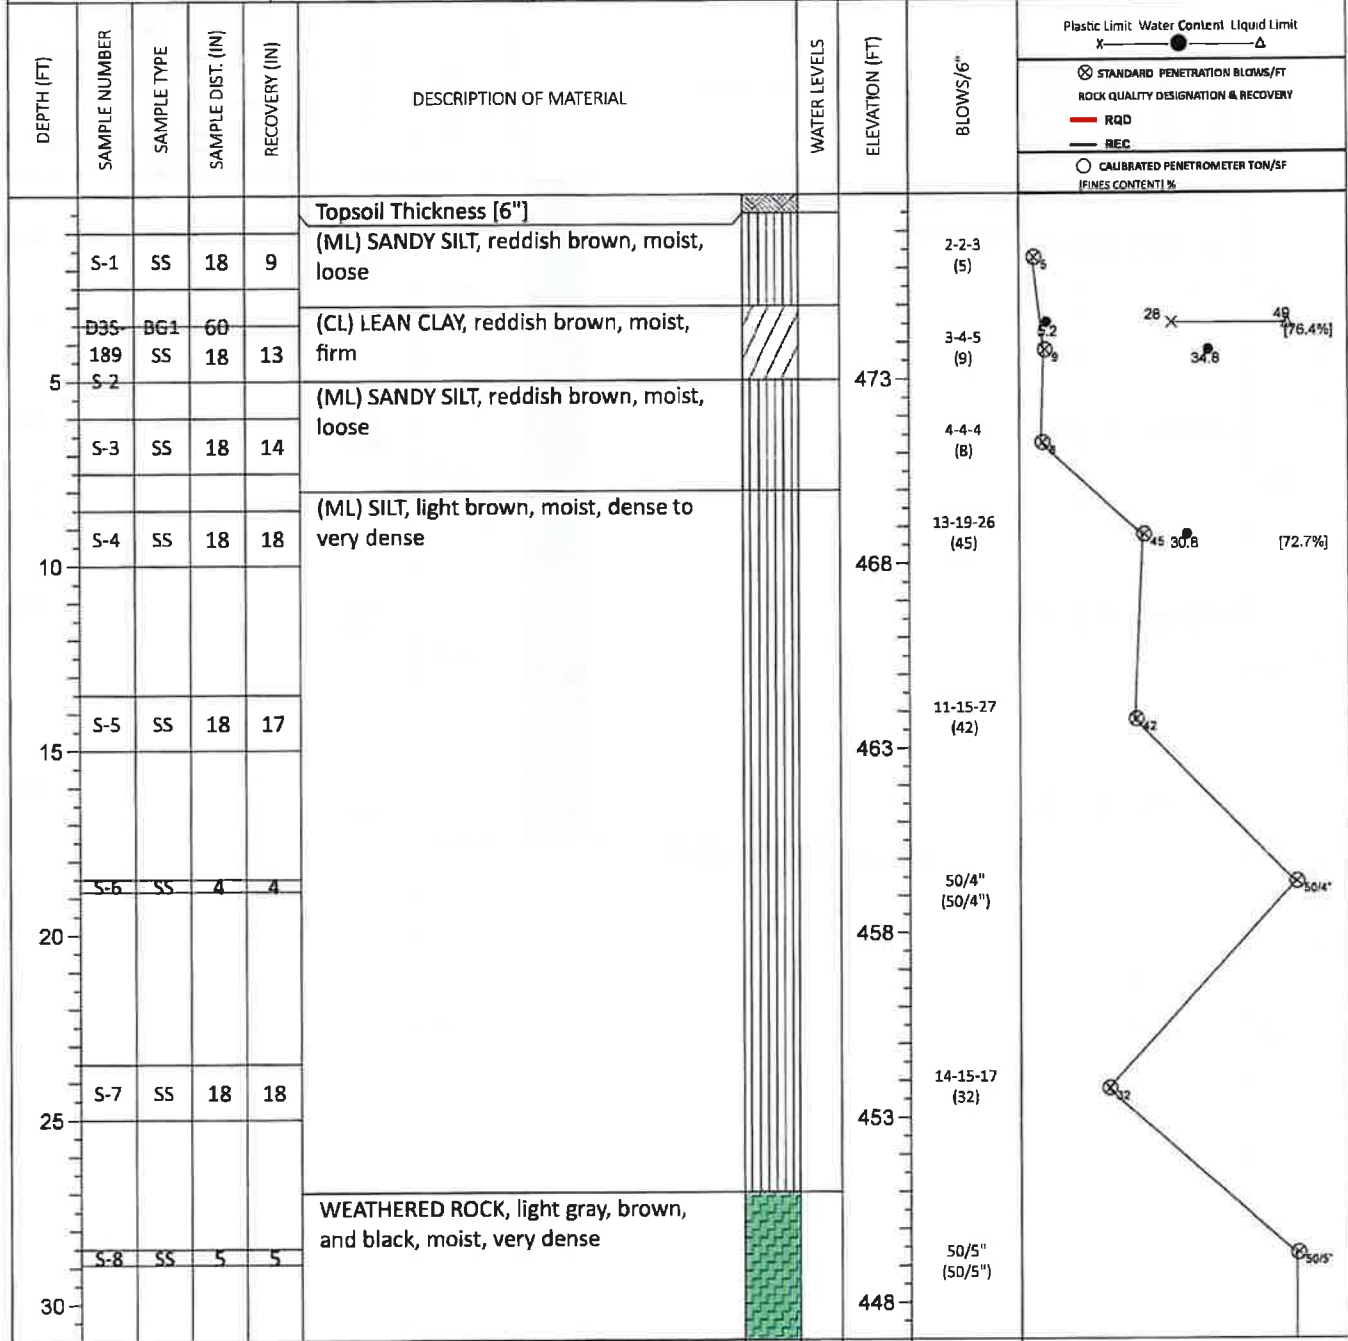 DEPTH (FT)
SAMPLE NUMBER
SAMPLE TYPE
SAMPLE DIST. (IN)
RECOVERY (IN)
DESCRIPTION OF MATERIAL
WATER LEVELS
ELEVATION (FT)
BLOWS/6"
Plastic Limit Water Content Liquid Limit
X Δ
⊗ STANDARD PENETRATION BLOWS/FT
ROCK QUALITY DESIGNATION & RECOVERY
RQD
REC
CALIBRATED PENETROMETER TON/SF
[FINES CONTENT] %
Topsoil Thickness [6"]
(ML) SANDY SILT, reddish brown, moist,
loose
S-1 SS 18 9
2-2-3
(5)
5
(CL) LEAN CLAY, reddish brown, moist,
firm
D3S- BG1 60
189 SS 18 13
S-2
3-4-5
(9)
28 49
[76.4%]
5.2
9
34.8
5
473
(ML) SANDY SILT, reddish brown, moist,
loose
S-3 SS 18 14
4-4-4
(8)
8
(ML) SILT, light brown, moist, dense to
very dense
S-4 SS 18 18
13-19-26
(45)
45 30.8 [72.7%]
10
468
S-5 SS 18 17
11-15-27
(42)
42
15
463
S-6 SS 4 4
50/4"
(50/4")
50/4"
20
458
S-7 SS 18 18
14-15-17
(32)
32
25
453
WEATHERED ROCK, light gray, brown,
and black, moist, very dense
S-8 SS 5 5
50/5"
(50/5")
50/5"
30
448